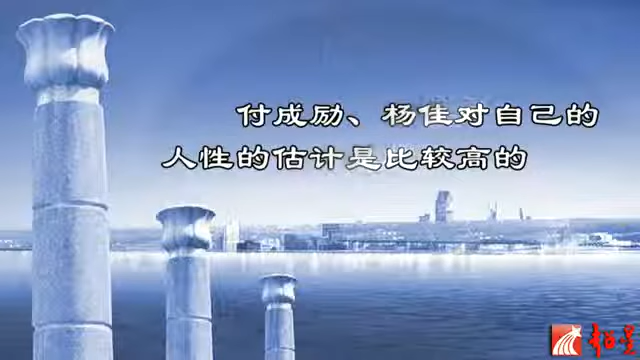 付成励、杨佳对自己的
人性的估计是比较高的